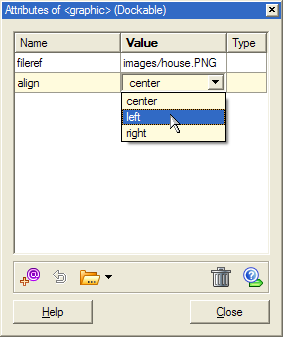 Attributes of <graphic> (Dockable)
Name Value Type
fileref images/house.PNG
align center
center
left
right
Help Close